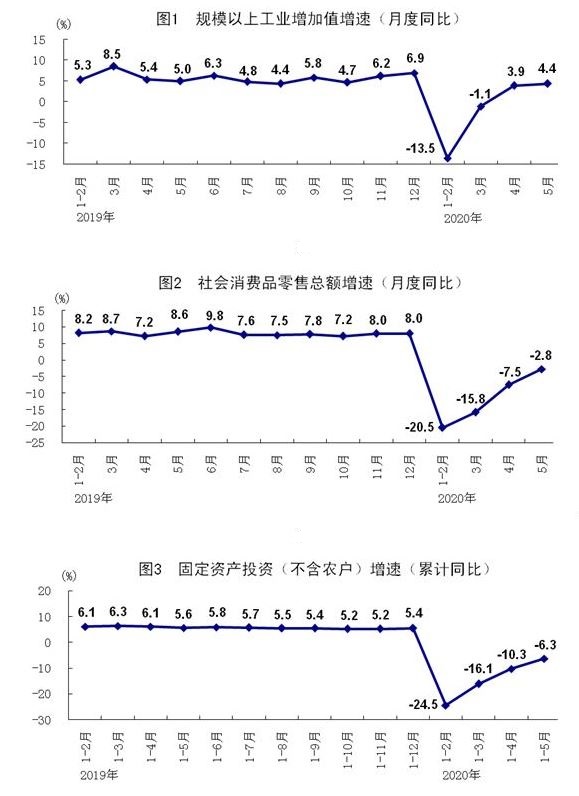 图1 规模以上工业增加值增速（月度同比）
(%)
15
10
5
0
-5
-10
-15
5.3 8.5 5.4 5.0 6.3 4.8 4.4 5.8 4.7 6.2 6.9 -13.5 -1.1 3.9 4.4
1-2月 3月 4月 5月 6月 7月 8月 9月 10月 11月 12月 1-2月 3月 4月 5月
2019年 2020年
图2 社会消费品零售总额增速（月度同比）
(%)
15
10
5
0
-5
-10
-15
-20
-25
8.2 8.7 7.2 8.6 9.8 7.6 7.5 7.8 7.2 8.0 8.0 -20.5 -15.8 -7.5 -2.8
1-2月 3月 4月 5月 6月 7月 8月 9月 10月 11月 12月 1-2月 3月 4月 5月
2019年 2020年
图3 固定资产投资（不含农户）增速（累计同比）
(%)
20
10
0
-10
-20
-30
6.1 6.3 6.1 5.6 5.8 5.7 5.5 5.4 5.2 5.2 5.4 -24.5 -16.1 -10.3 -6.3
1-2月 1-3月 1-4月 1-5月 1-6月 1-7月 1-8月 1-9月 1-10月 1-11月 1-12月 1-2月 1-3月 1-4月 1-5月
2019年 2020年